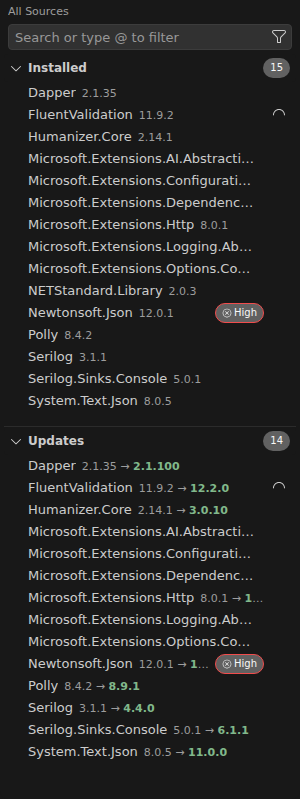 All Sources
Search or type @ to filter
Installed 15
Dapper 2.1.35
FluentValidation 11.9.2
Humanizer.Core 2.14.1
Microsoft.Extensions.AI.Abstracti...
Microsoft.Extensions.Configurati...
Microsoft.Extensions.Dependenc...
Microsoft.Extensions.Http 8.0.1
Microsoft.Extensions.Logging.Ab...
Microsoft.Extensions.Options.Co...
NETStandard.Library 2.0.3
Newtonsoft.Json 12.0.1 High
Polly 8.4.2
Serilog 3.1.1
Serilog.Sinks.Console 5.0.1
System.Text.Json 8.0.5
Updates 14
Dapper 2.1.35 → 2.1.100
FluentValidation 11.9.2 → 12.2.0
Humanizer.Core 2.14.1 → 3.0.10
Microsoft.Extensions.AI.Abstracti...
Microsoft.Extensions.Configurati...
Microsoft.Extensions.Dependenc...
Microsoft.Extensions.Http 8.0.1 → 1...
Microsoft.Extensions.Logging.Ab...
Microsoft.Extensions.Options.Co...
Newtonsoft.Json 12.0.1 → 1... High
Polly 8.4.2 → 8.9.1
Serilog 3.1.1 → 4.4.0
Serilog.Sinks.Console 5.0.1 → 6.1.1
System.Text.Json 8.0.5 → 11.0.0